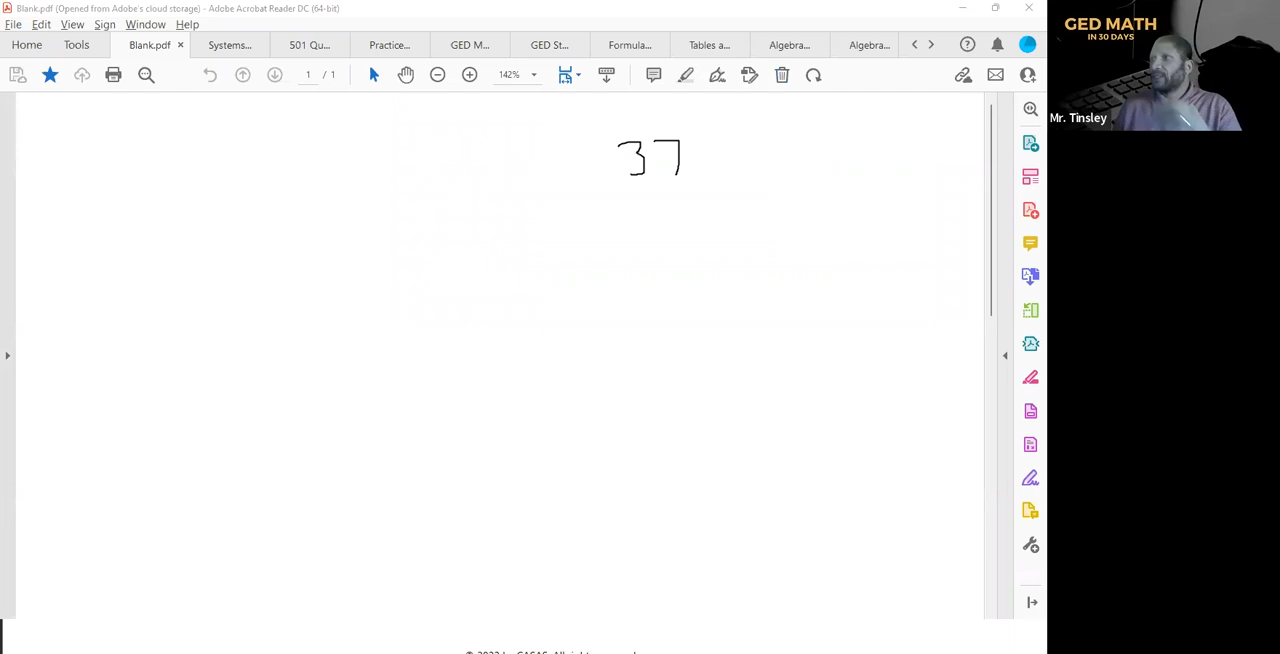 Blank.pdf (Opened from Adobe's cloud storage) - Adobe Acrobat Reader DC (64-bit)
File Edit View Sign Window Help
Home Tools Blank.pdf × Systems... 501 Qu... Practice... GED M... GED St... Formula... Tables a... Algebra... Algebra...
1 / 1 142%
37
GED MATH
IN 30 DAYS
Mr. Tinsley